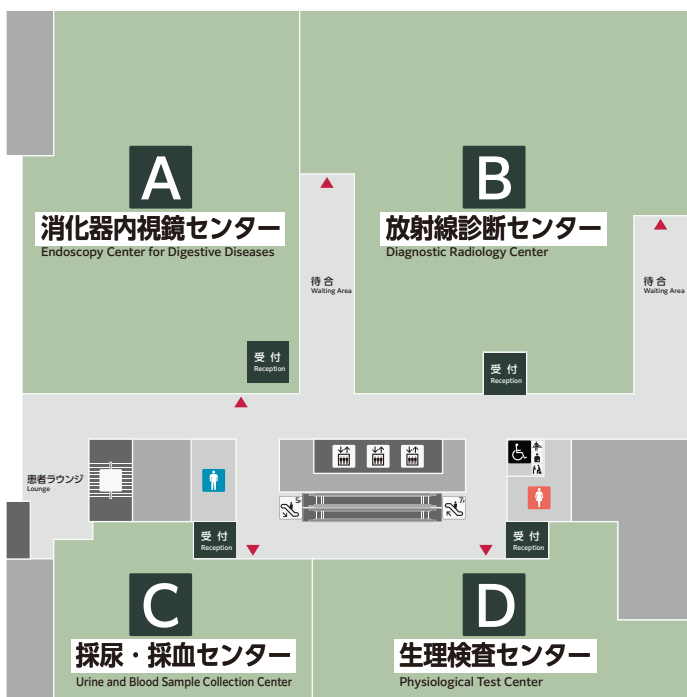 A
消化器内視鏡センター
Endoscopy Center for Digestive Diseases
B
放射線診断センター
Diagnostic Radiology Center
待合
Waiting Area
待合
Waiting Area
受付
Reception
受付
Reception
患者ラウンジ
Lounge
5
7
受付
Reception
受付
Reception
C
採尿・採血センター
Urine and Blood Sample Collection Center
D
生理検査センター
Physiological Test Center